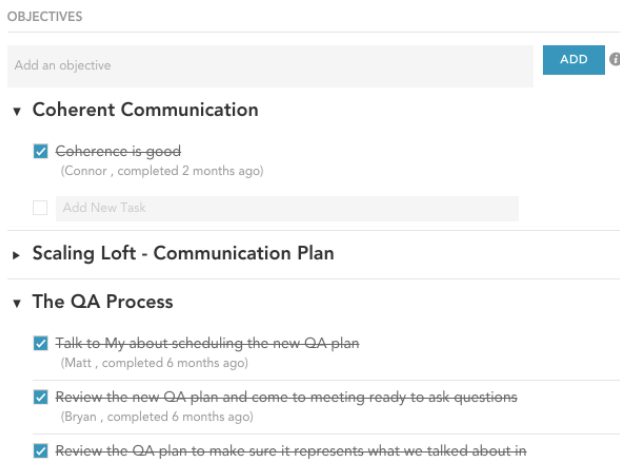 OBJECTIVES
Add an objective
ADD
i
Coherent Communication
Coherence is good
(Connor , completed 2 months ago)
Add New Task
Scaling Loft - Communication Plan
The QA Process
Talk to My about scheduling the new QA plan
(Matt , completed 6 months ago)
Review the new QA plan and come to meeting ready to ask questions
(Bryan , completed 6 months ago)
Review the QA plan to make sure it represents what we talked about in